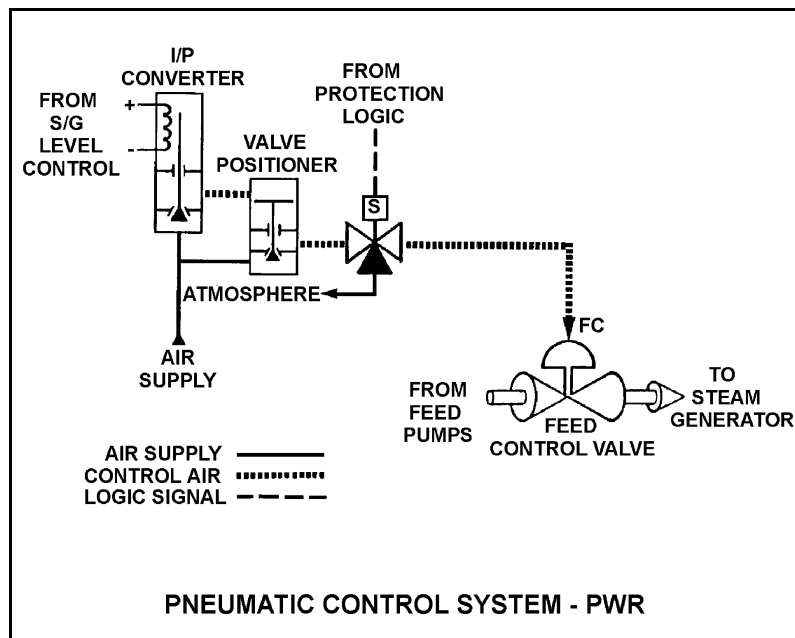 I/P
CONVERTER
FROM
S/G
LEVEL
CONTROL
+
-
VALVE
POSITIONER
FROM
PROTECTION
LOGIC
S
ATMOSPHERE
AIR
SUPPLY
FC
FROM
FEED
PUMPS
FEED
CONTROL VALVE
TO
STEAM
GENERATOR
AIR SUPPLY
CONTROL AIR
LOGIC SIGNAL
PNEUMATIC CONTROL SYSTEM - PWR